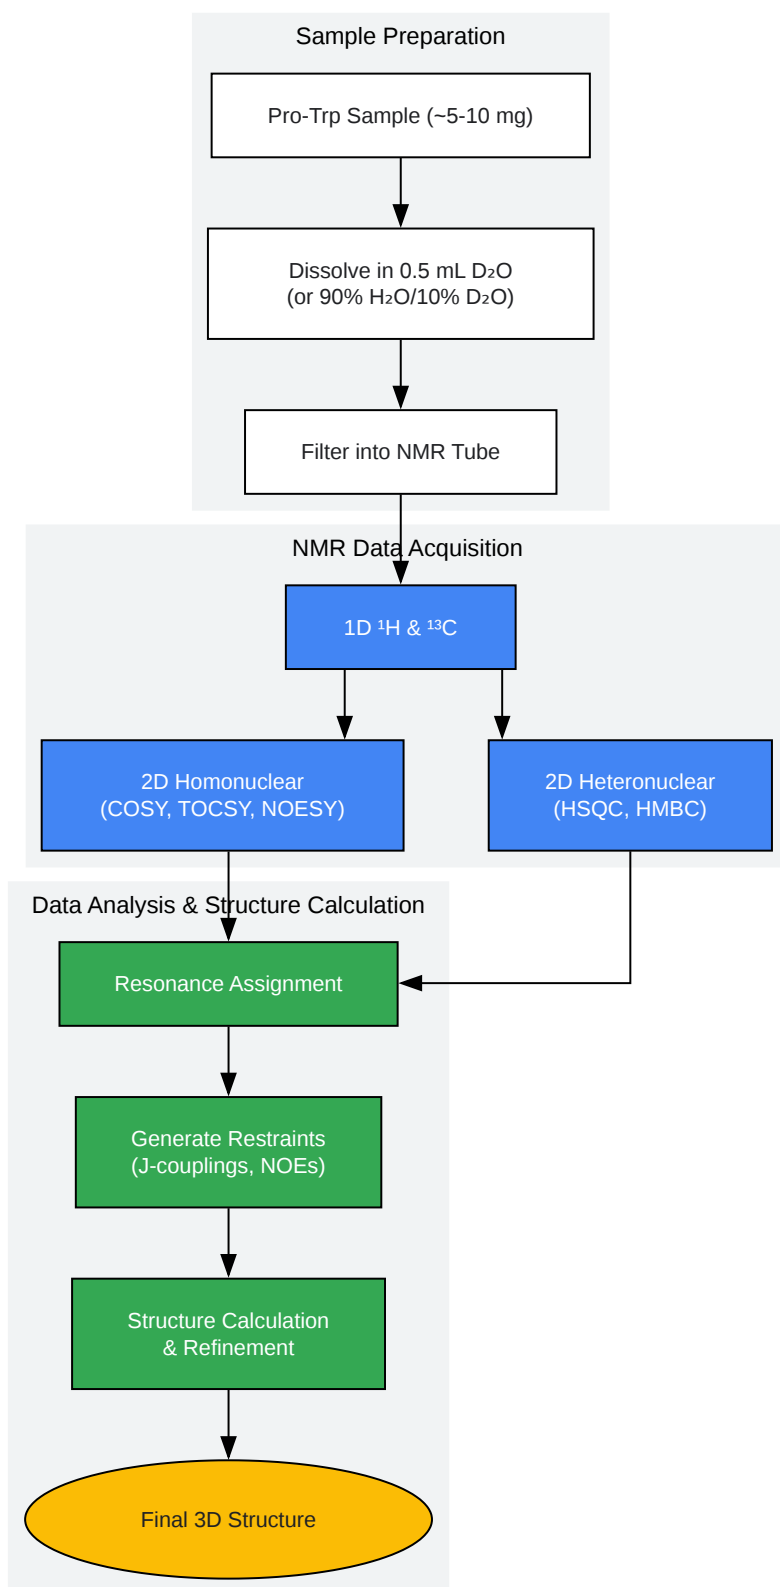 Sample Preparation
Pro-Trp Sample (~5-10 mg)
Dissolve in 0.5 mL D₂O
(or 90% H₂O/10% D₂O)
Filter into NMR Tube
NMR Data Acquisition
1D ¹H & ¹³C
2D Homonuclear
(COSY, TOCSY, NOESY)
2D Heteronuclear
(HSQC, HMBC)
Data Analysis & Structure Calculation
Resonance Assignment
Generate Restraints
(J-couplings, NOEs)
Structure Calculation
& Refinement
Final 3D Structure